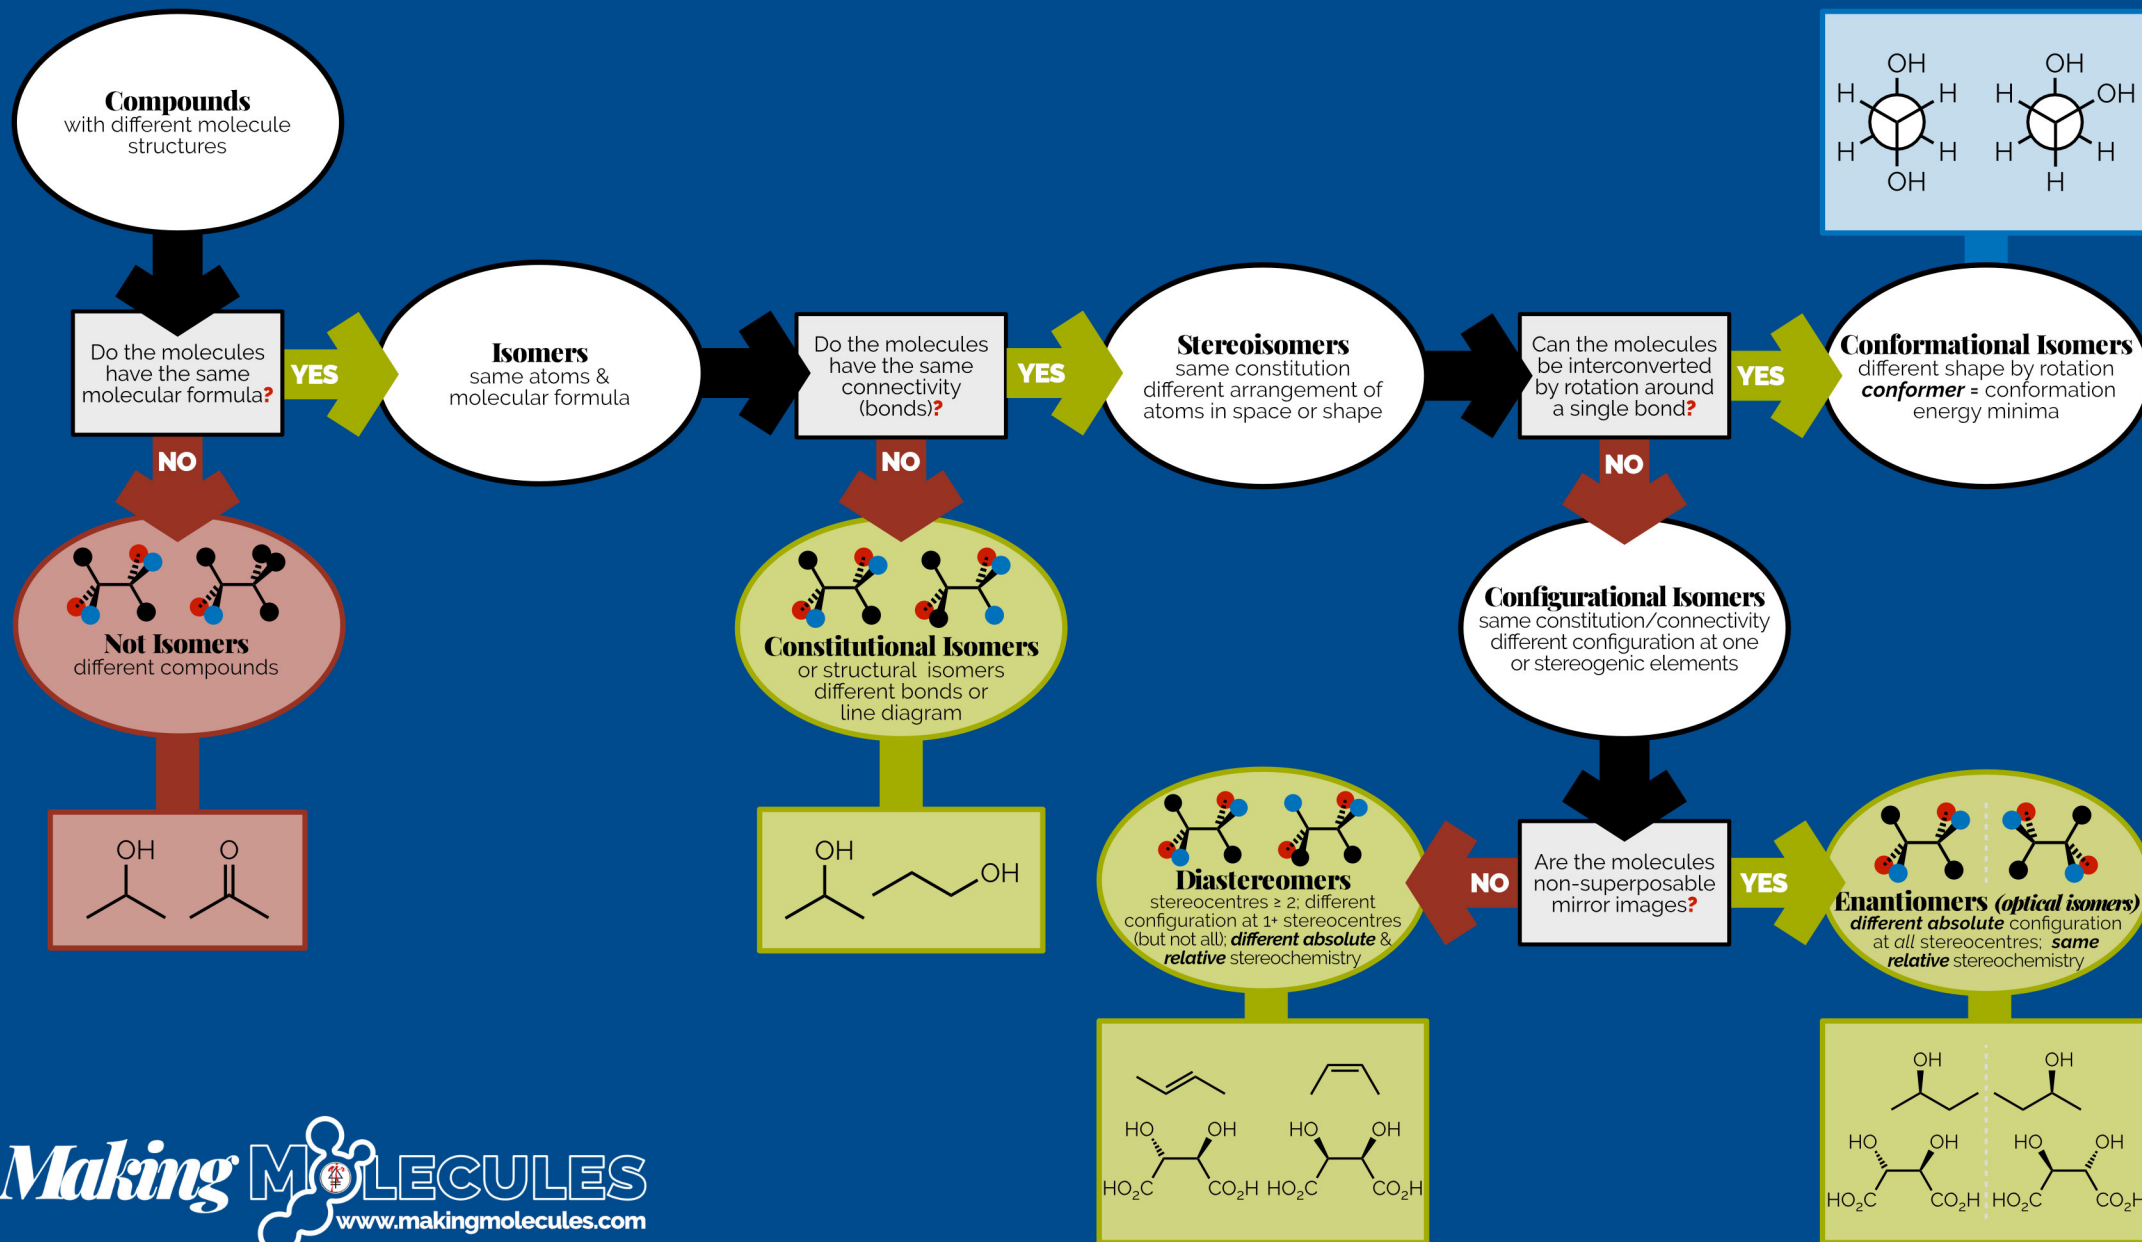 Compounds
with different molecule
structures
Do the molecules
have the same
molecular formula?
YES
NO
Isomers
same atoms &
molecular formula
Do the molecules
have the same
connectivity
(bonds)?
YES
NO
Stereoisomers
same constitution
different arrangement of
atoms in space or shape
Can the molecules
be interconverted
by rotation around
a single bond?
YES
NO
Conformational Isomers
different shape by rotation
conformer = conformation
energy minima
OH
H H
H H
OH
OH
H OH
H H
H
Not Isomers
different compounds
OH
O
Constitutional Isomers
or structural isomers
different bonds or
line diagram
OH
OH
Configurational Isomers
same constitution/connectivity
different configuration at one
or stereogenic elements
Are the molecules
non-superposable
mirror images?
NO
YES
Diastereomers
stereocentres ≥ 2; different
configuration at 1+ stereocentres
(but not all); different absolute &
relative stereochemistry
HO OH
HO₂C CO₂H
HO OH
HO₂C CO₂H
Enantiomers (optical isomers)
different absolute configuration
at all stereocentres; same
relative stereochemistry
OH OH
HO OH
HO₂C CO₂H
HO OH
HO₂C CO₂H
Making MOLECULES
www.makingmolecules.com